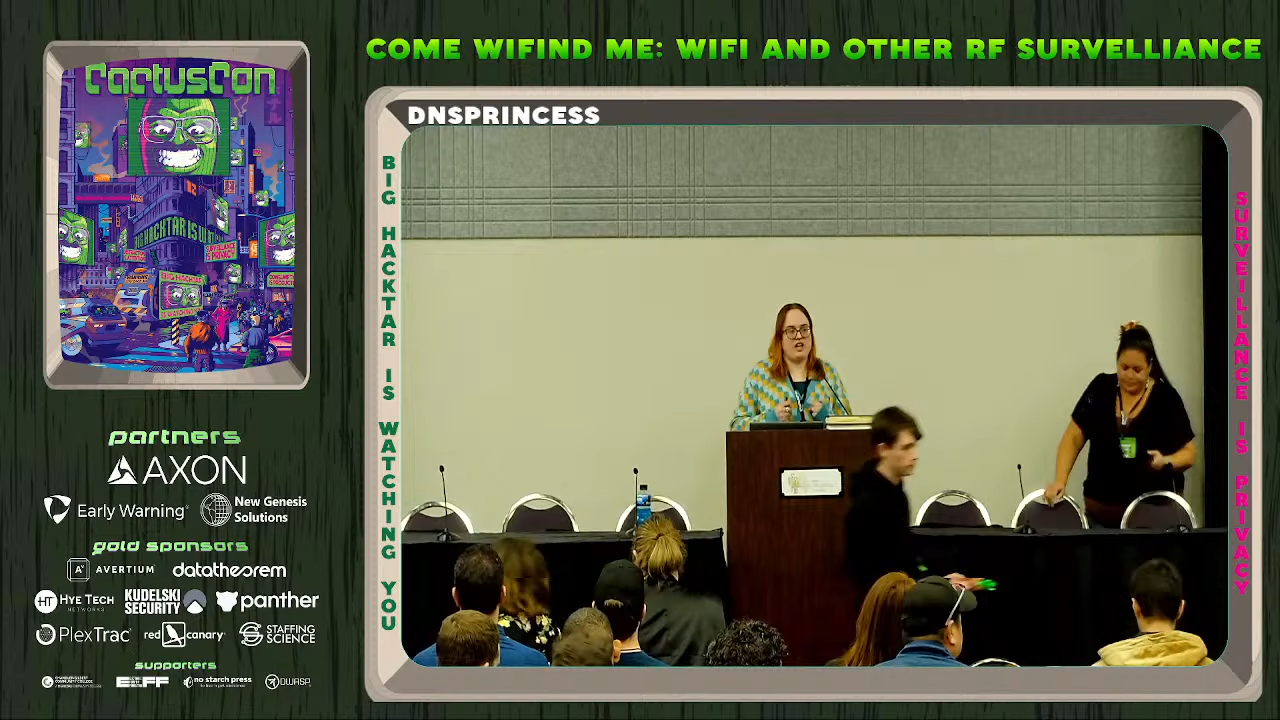 COME WIFIND ME: WIFI AND OTHER RF SURVELLIANCE
CactusCon
DNSPRINCESS
BIG HACKTAR IS WATCHING YOU
SURVEILLANCE IS PRIVACY
partners
AXON
Early Warning
New Genesis
Solutions
gold sponsors
AVERTIUM
datatheorem
HT
HYE TECH
NETWORKS
KUDELSKI
SECURITY
panther
PlexTrac
red canary
STAFFING
SCIENCE
supporters
no starch press
OWASP